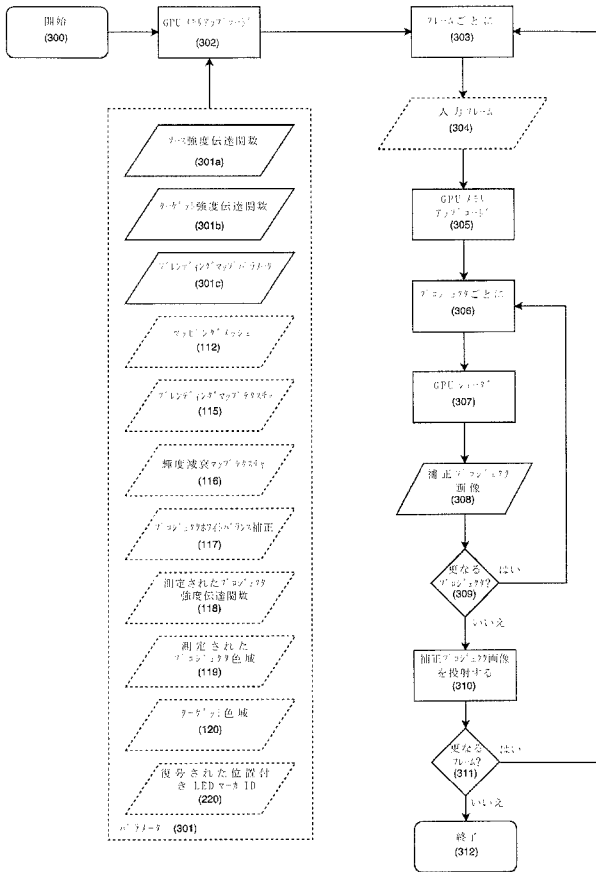 開始
(300)
GPU メモリアップロード
(302)
フレームごとに
(303)
入力フレーム
(304)
ソース強度伝達関数
(301a)
ターゲット強度伝達関数
(301b)
ブレンディングマップパラメータ
(301c)
マッピングメッシュ
(112)
ブレンディングマップテクスチャ
(115)
輝度減衰マップテクスチャ
(116)
プロジェクタホワイトバランス補正
(117)
測定されたプロジェクタ
強度伝達関数
(118)
測定された
プロジェクタ色域
(119)
ターゲット色域
(120)
復号された位置付
き LEDマーカID
(220)
パラメータ (301)
GPU メモリ
アップロード
(305)
プロジェクタごとに
(306)
GPU シェーダ
(307)
補正プロジェクタ
画像
(308)
更なる
プロジェクタ?
(309)
はい
いいえ
補正プロジェクタ画像
を投射する
(310)
更なる
フレーム?
(311)
はい
いいえ
終了
(312)